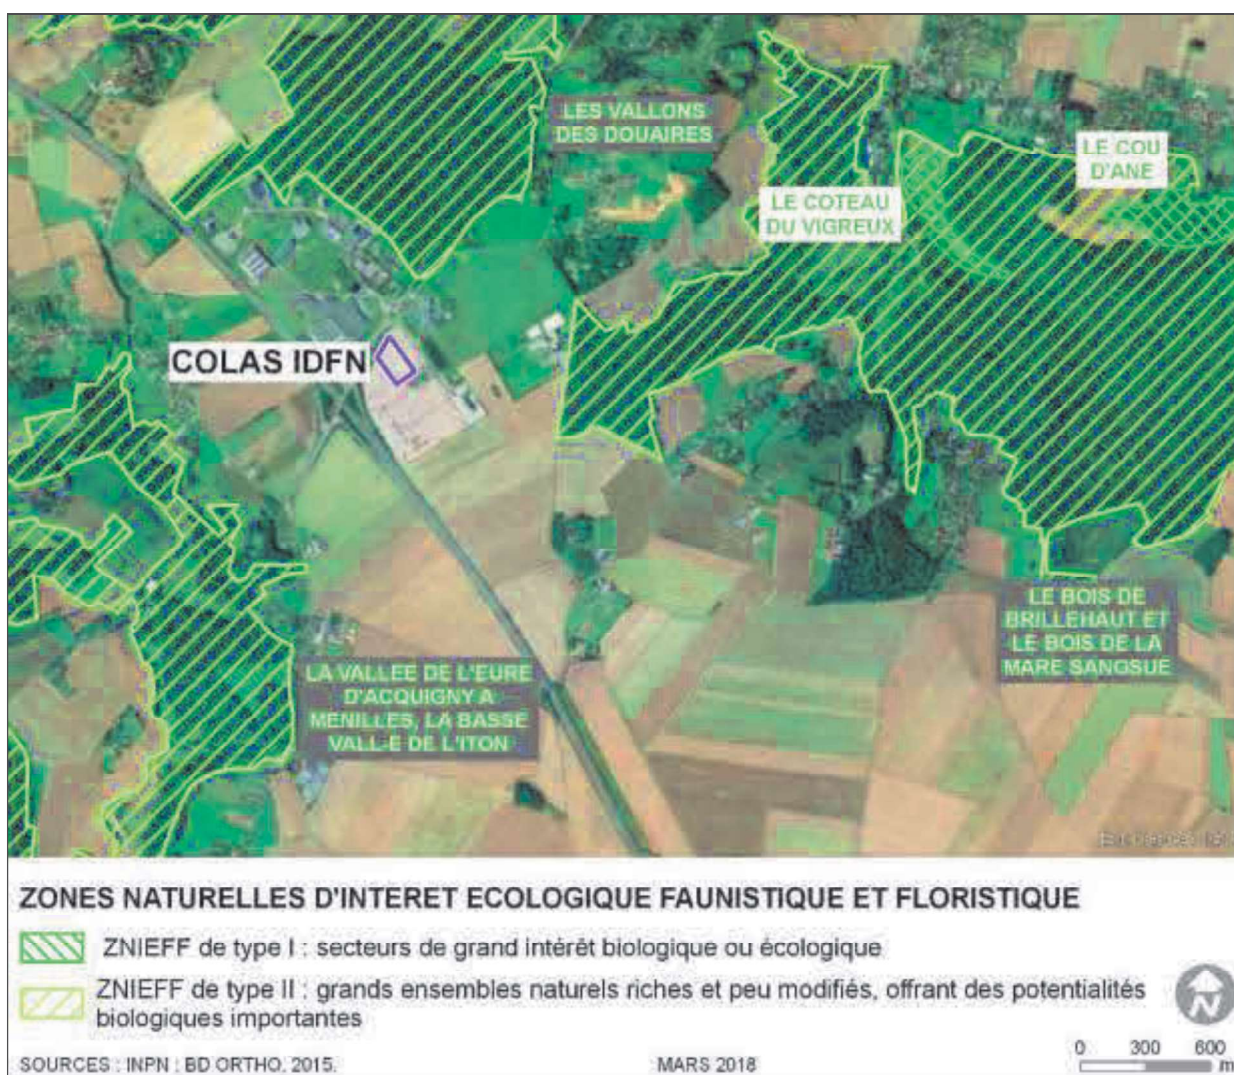 LES VALLONS
DES DOUAIRES
LE COU
D'ANE
LE COTEAU
DU VIGREUX
COLAS IDFN
LE BOIS DE
BRILLEHAUT ET
LE BOIS DE LA
MARE SANGSUE
LA VALLEE DE L'EURE
D'ACQUIGNY A
MENILLES, LA BASSE
VALL-E DE L'ITON
ZONES NATURELLES D'INTERET ECOLOGIQUE FAUNISTIQUE ET FLORISTIQUE
ZNIEFF de type I : secteurs de grand intérêt biologique ou écologique
ZNIEFF de type II : grands ensembles naturels riches et peu modifiés, offrant des potentialités
biologiques importantes
N
SOURCES : INPN : BD ORTHO, 2015.
MARS 2018
0 300 600
m